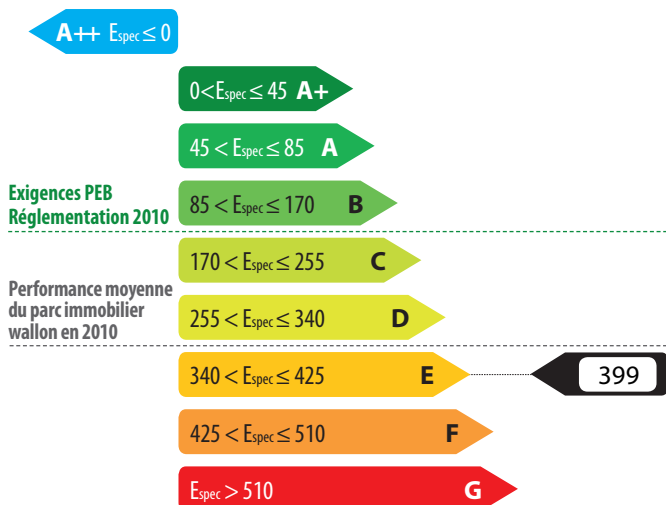 A++ Espec ≤ 0
0<Espec ≤ 45 A+
45 < Espec ≤ 85 A
Exigences PEB
Réglementation 2010
85 < Espec ≤ 170 B
170 < Espec ≤ 255 C
Performance moyenne
du parc immobilier
wallon en 2010
255 < Espec ≤ 340 D
340 < Espec ≤ 425 E
399
425 < Espec ≤ 510 F
Espec > 510 G